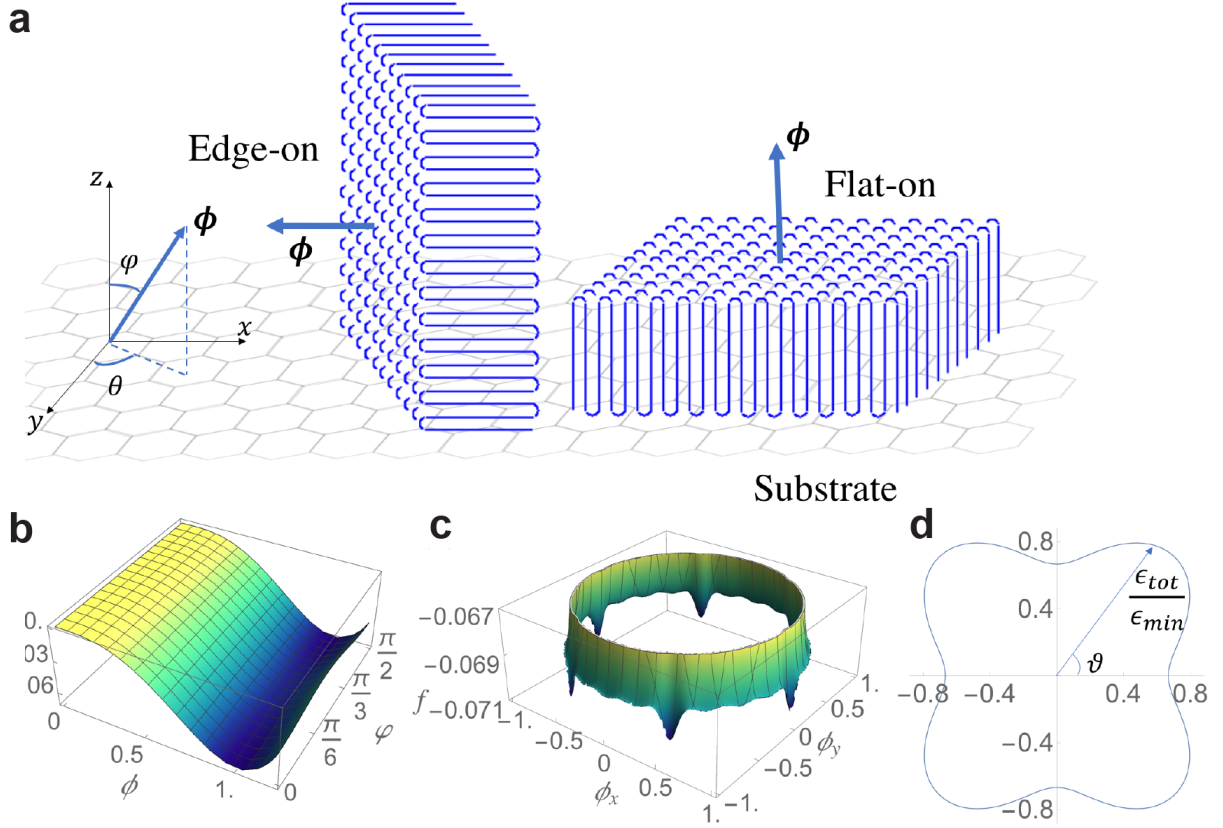 a
Edge-on
ϕ
Flat-on
z
ϕ
ϕ
φ
x
θ
y
Substrate
b
0.
03
06
0
0.5
1.
ϕ
0
π/6
π/3
π/2
φ
c
−0.067
−0.069
f −0.071
−1.
−0.5
0
0.5
1.
ϕx
−1.
−0.5
0
0.5
1.
ϕy
d
0.8
0.4
ϵtot
ϵmin
ϑ
−0.8 −0.4 0.4 0.8
−0.4
−0.8